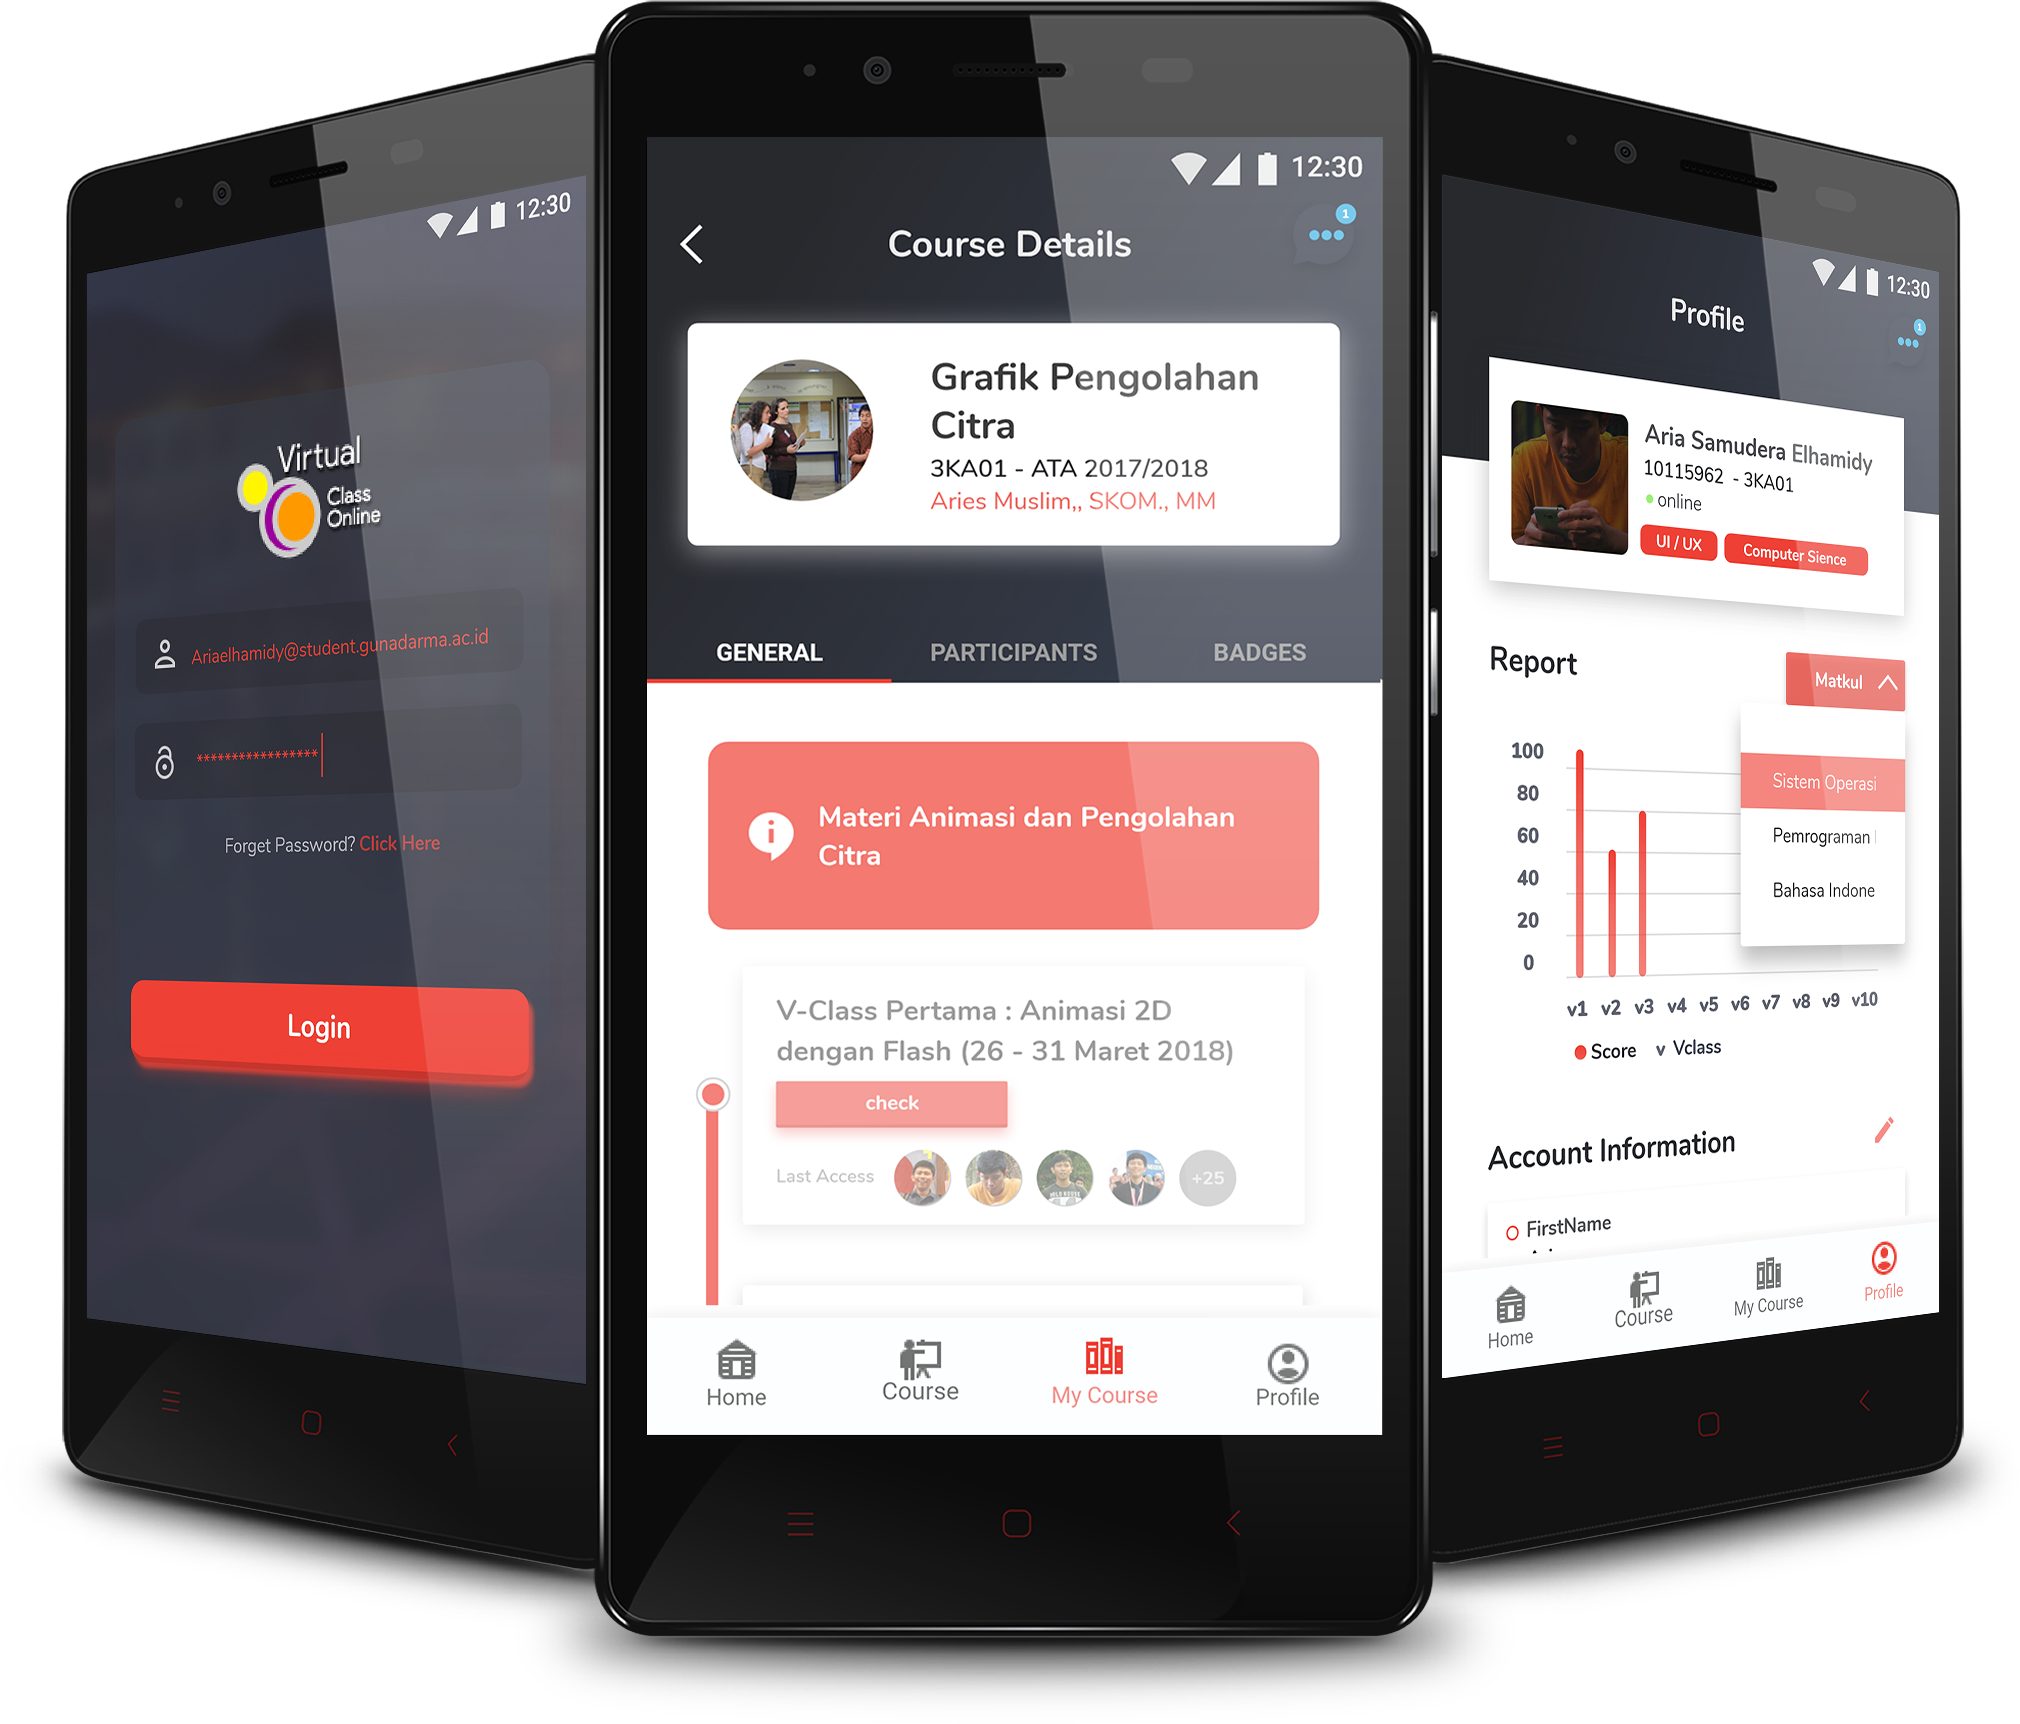 12:30
Virtual
Class
Online
Ariaelhamidy@student.gunadarma.ac.id
*****************
Forget Password? Click Here
Login
12:30
Course Details
1
Grafik Pengolahan
Citra
3KA01 - ATA 2017/2018
Aries Muslim,, SKOM., MM
GENERAL PARTICIPANTS BADGES
Materi Animasi dan Pengolahan
Citra
V-Class Pertama : Animasi 2D
dengan Flash (26 - 31 Maret 2018)
check
Last Access +25
Home Course My Course Profile
12:30
Profile
1
Aria Samudera Elhamidy
10115962 - 3KA01
online
UI / UX Computer Sience
Report
Matkul
Sistem Operasi
Pemrograman
Bahasa Indone
100
80
60
40
20
0
v1 v2 v3 v4 v5 v6 v7 v8 v9 v10
Score v Vclass
Account Information
FirstName
Home Course My Course Profile